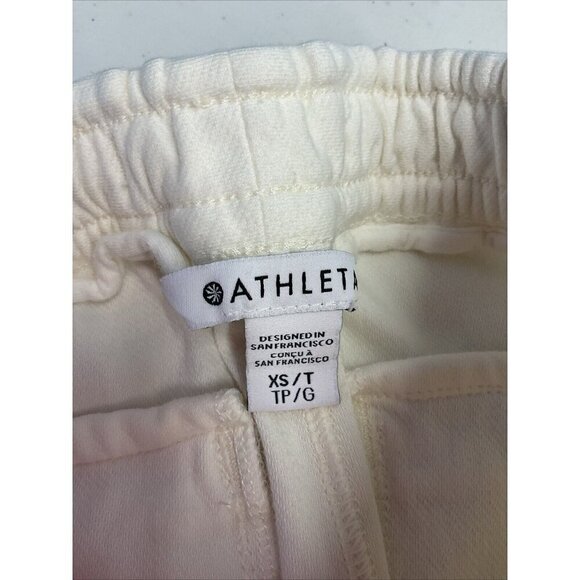 ATHLETA
DESIGNED IN
SAN FRANCISCO
CONÇU À
SAN FRANCISCO
XS/T
TP/G